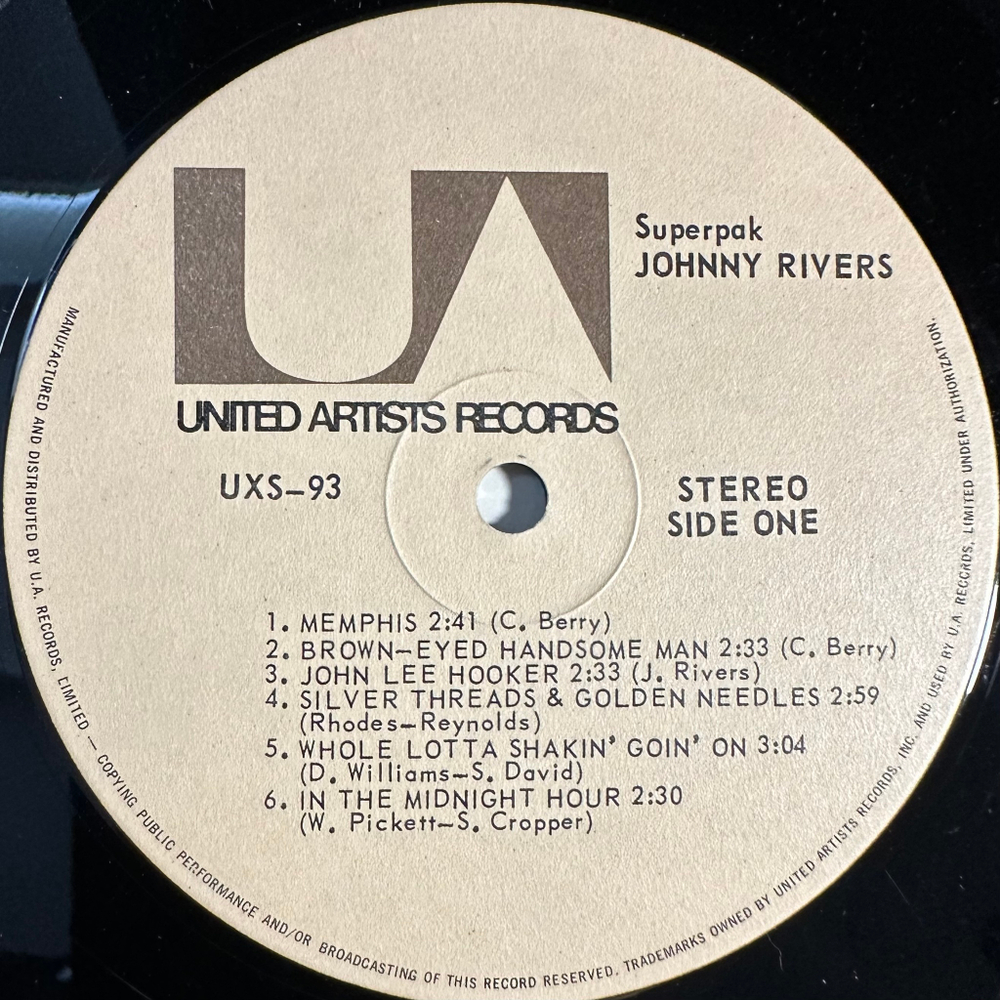 UA
Superpak
JOHNNY RIVERS
UNITED ARTISTS RECORDS
UXS-93
STEREO
SIDE ONE
1. MEMPHIS 2:41 (C. Berry)
2. BROWN-EYED HANDSOME MAN 2:33 (C. Berry)
3. JOHN LEE HOOKER 2:33 (J. Rivers)
4. SILVER THREADS & GOLDEN NEEDLES 2:59
(Rhodes-Reynolds)
5. WHOLE LOTTA SHAKIN' GOIN' ON 3:04
(D. Williams-S. David)
6. IN THE MIDNIGHT HOUR 2:30
(W. Pickett-S. Cropper)
MANUFACTURED AND DISTRIBUTED BY U.A. RECORDS, LIMITED — COPYING PUBLIC PERFORMANCE AND/OR BROADCASTING OF THIS RECORD RESERVED. TRADEMARKS OWNED BY UNITED ARTISTS RECORDS, INC. AND USED BY U.A. RECORDS, LIMITED UNDER AUTHORIZATION.